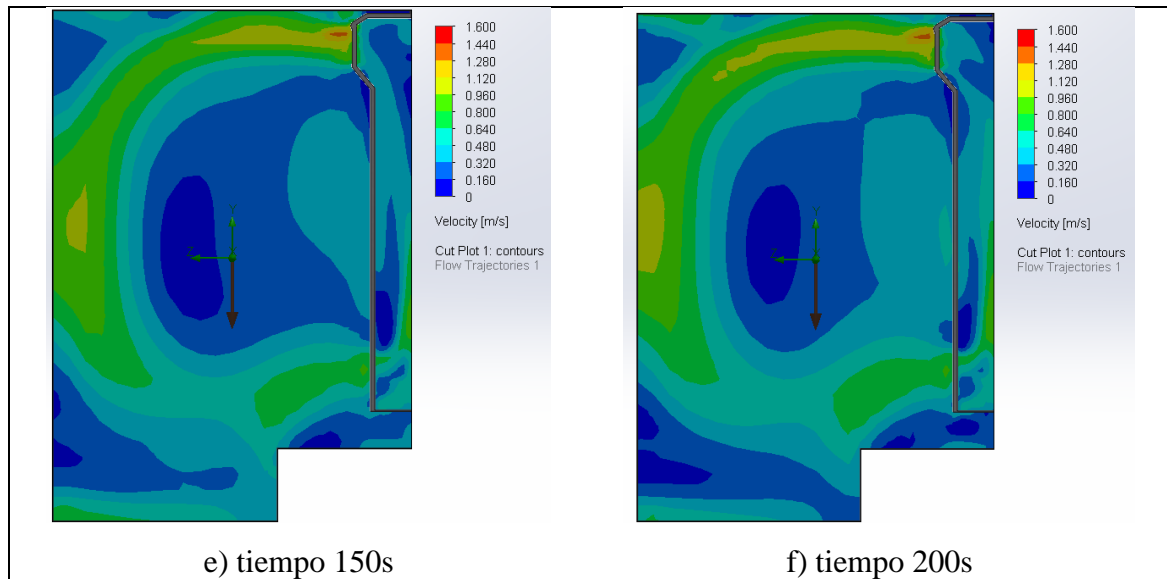 1.600
1.440
1.280
1.120
0.960
0.800
0.640
0.480
0.320
0.160
0
Velocity [m/s]
Cut Plot 1: contours
Flow Trajectories 1
Y
Z
e) tiempo 150s
1.600
1.440
1.280
1.120
0.960
0.800
0.640
0.480
0.320
0.160
0
Velocity [m/s]
Cut Plot 1: contours
Flow Trajectories 1
Y
Z
f) tiempo 200s